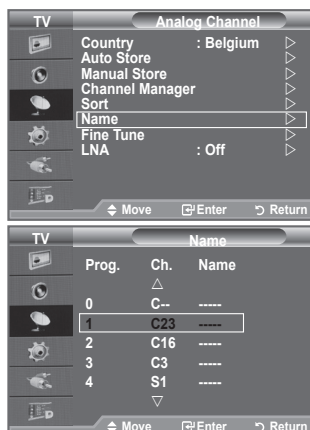 TV Analog Channel
Country : Belgium ▷
Auto Store ▷
Manual Store ▷
Channel Manager ▷
Sort ▷
Name ▷
Fine Tune ▷
LNA : Off ▷
Move Enter Return
TV Name
Prog. Ch. Name
△
0 C-- -----
1 C23 -----
2 C16 -----
3 C3 -----
4 S1 -----
▽
Move Enter Return